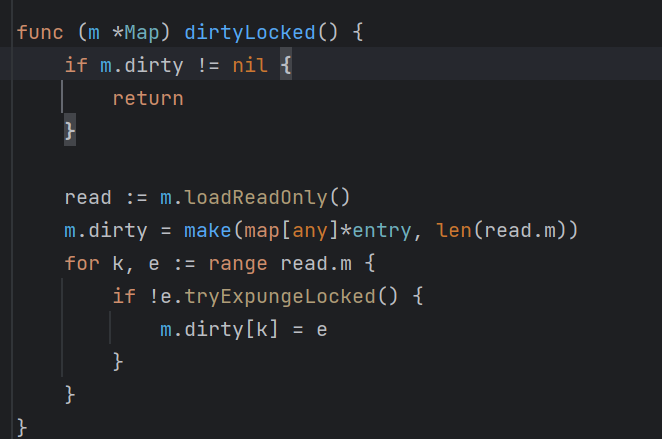 func (m *Map) dirtyLocked() {
    if m.dirty != nil {
        return
    }
    read := m.loadReadOnly()
    m.dirty = make(map[any]*entry, len(read.m))
    for k, e := range read.m {
        if !e.tryExpungeLocked() {
            m.dirty[k] = e
        }
    }
}